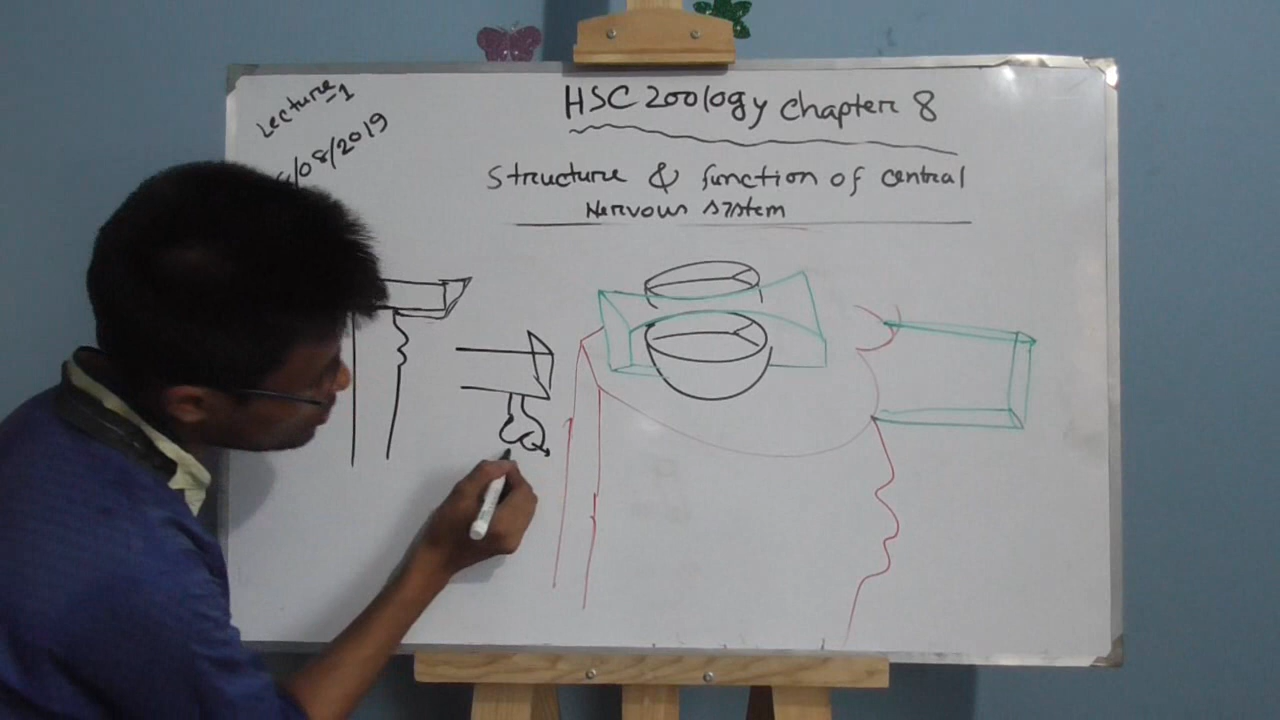 Lecture-1
/08/2019
HSC Zoology Chapter 8
Structure & function of central
Nervous system